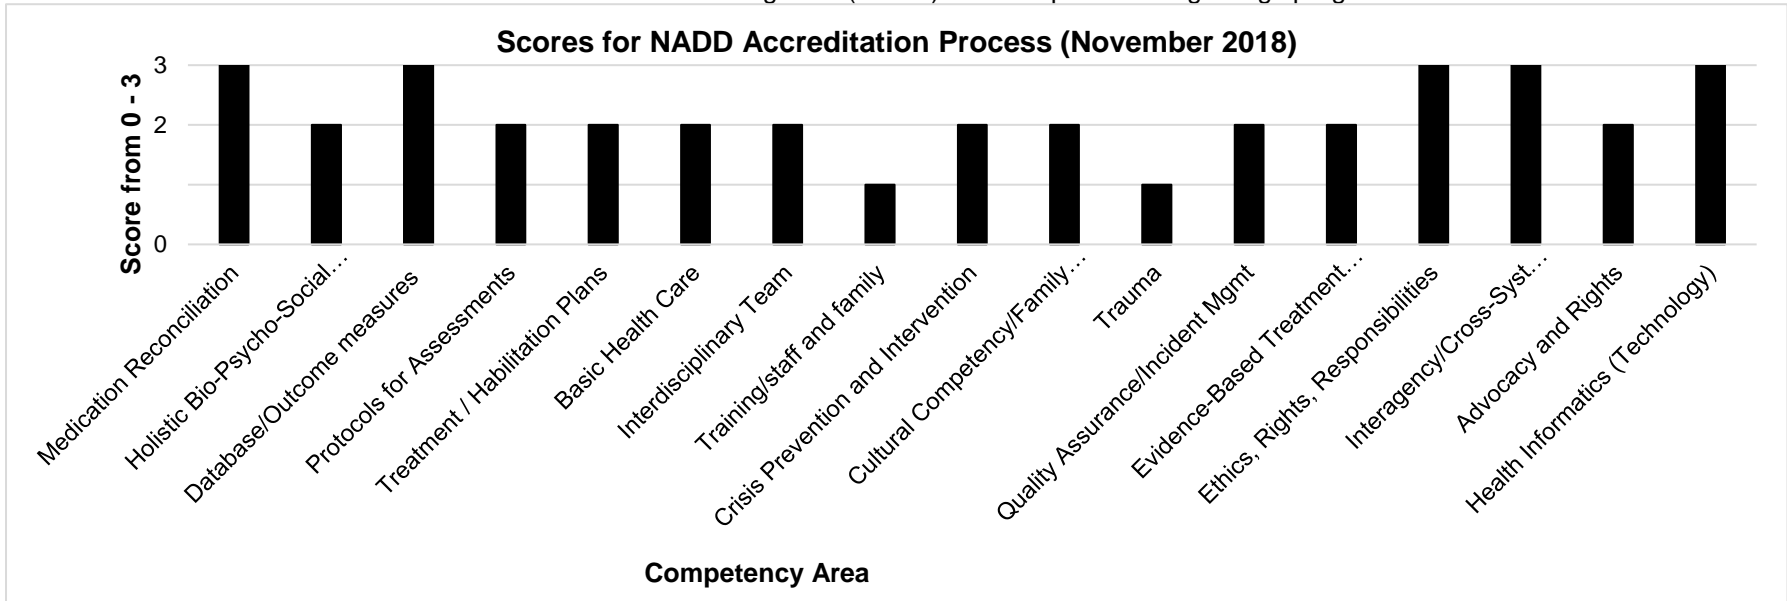 Scores for NADD Accreditation Process (November 2018)
Score from 0 - 3
3
2
0
Medication Reconciliation
Holistic Bio-Psycho-Social…
Database/Outcome measures
Protocols for Assessments
Treatment / Habilitation Plans
Basic Health Care
Interdisciplinary Team
Training/staff and family
Crisis Prevention and Intervention
Cultural Competency/Family…
Trauma
Quality Assurance/Incident Mgmt
Evidence-Based Treatment…
Ethics, Rights, Responsibilities
Interagency/Cross-Syst…
Advocacy and Rights
Health Informatics (Technology)
Competency Area